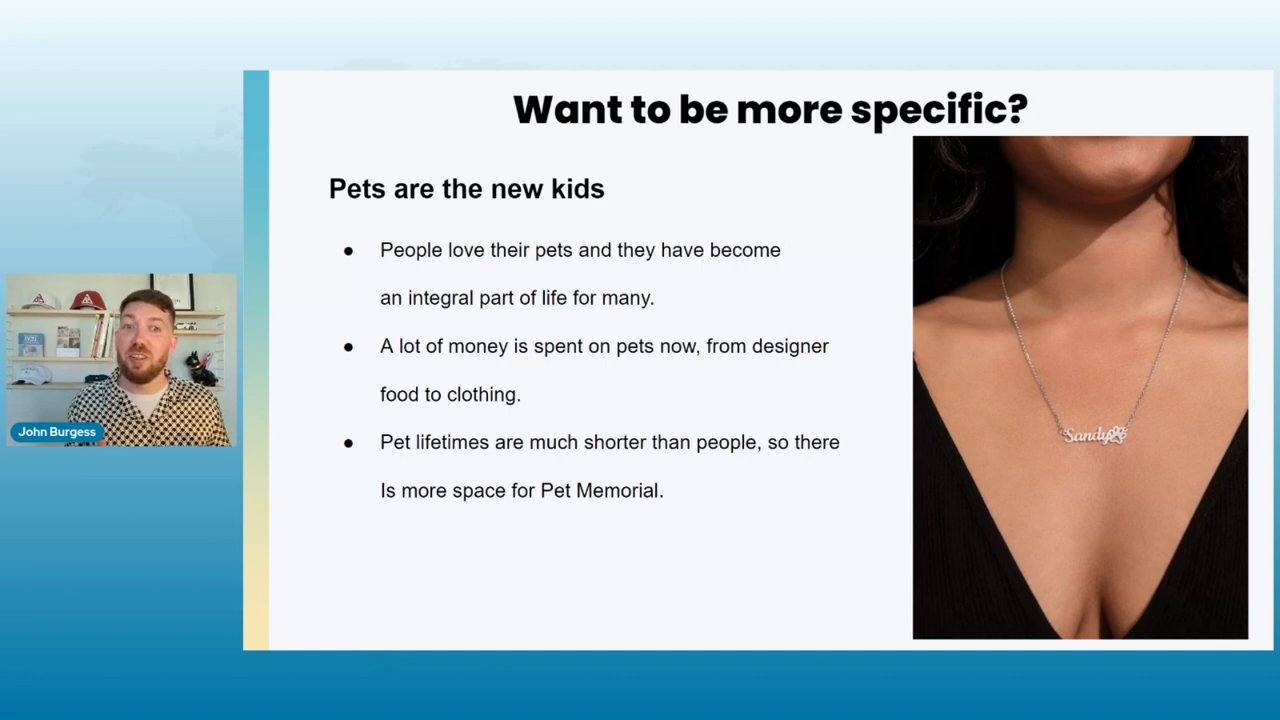 Want to be more specific?
Pets are the new kids
● People love their pets and they have become
an integral part of life for many.
● A lot of money is spent on pets now, from designer
food to clothing.
● Pet lifetimes are much shorter than people, so there
Is more space for Pet Memorial.
Sandy
John Burgess